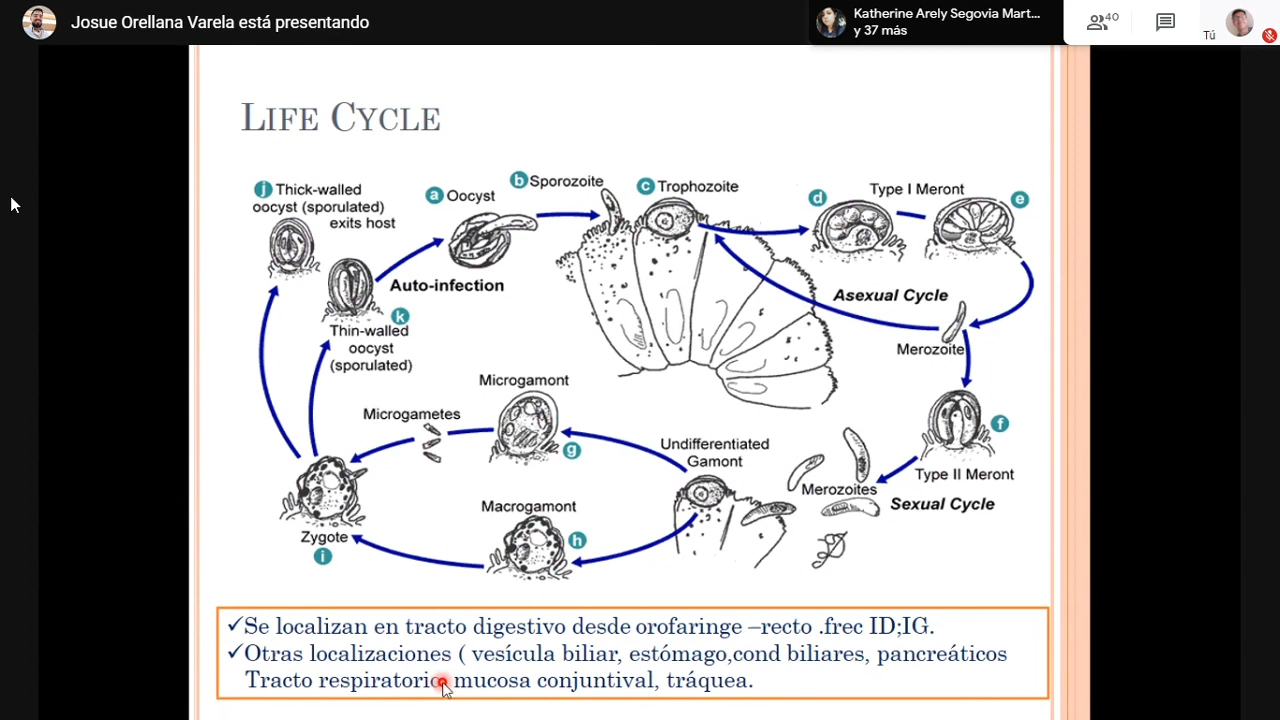 Josue Orellana Varela está presentando
Katherine Arely Segovia Mart...
y 37 más
40
Tú
LIFE CYCLE
j Thick-walled
oocyst (sporulated)
exits host
a Oocyst
b Sporozoite
c Trophozoite
d
Type I Meront
e
Auto-infection
k
Thin-walled
oocyst
(sporulated)
Asexual Cycle
Merozoite
Microgamont
Microgametes
g
Undifferentiated
Gamont
f
Type II Meront
Merozoites
Sexual Cycle
Macrogamont
h
Zygote
i
✓Se localizan en tracto digestivo desde orofaringe –recto .frec ID;IG.
✓Otras localizaciones ( vesícula biliar, estómago,cond biliares, pancreáticos
Tracto respiratorio mucosa conjuntival, tráquea.